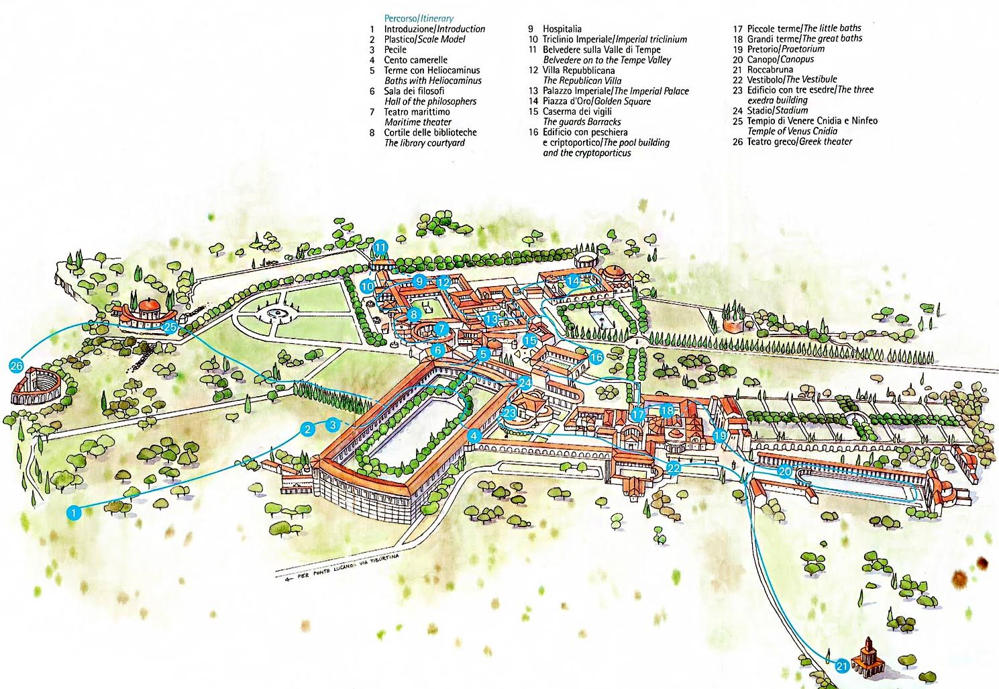 Percorso/Itinerary
1 Introduzione/Introduction
2 Plastico/Scale Model
3 Pecile
4 Cento camerelle
5 Terme con Heliocaminus
Baths with Heliocaminus
6 Sala dei filosofi
Hall of the philosophers
7 Teatro marittimo
Maritime theater
8 Cortile delle biblioteche
The library courtyard
9 Hospitalia
10 Triclinio Imperiale/Imperial triclinium
11 Belvedere sulla Valle di Tempe
Belvedere on to the Tempe Valley
12 Villa Repubblicana
The Republican Villa
13 Palazzo Imperiale/The Imperial Palace
14 Piazza d'Oro/Golden Square
15 Caserma dei vigili
The guards Barracks
16 Edificio con peschiera
e criptoportico/The pool building
and the cryptoporticus
17 Piccole terme/The little baths
18 Grandi terme/The great baths
19 Pretorio/Praetorium
20 Canopo/Canopus
21 Roccabruna
22 Vestibolo/The Vestibule
23 Edificio con tre esedre/The three
exedra building
24 Stadio/Stadium
25 Tempio di Venere Cnidia e Ninfeo
Temple of Venus Cnidia
26 Teatro greco/Greek theater
11
14
9
12
10
8
13
25
7
15
6
5
16
26
24
23
17
18
2
3
4
19
22
20
1
← PER PONTE LUCANO - VIA TIBURTINA
21